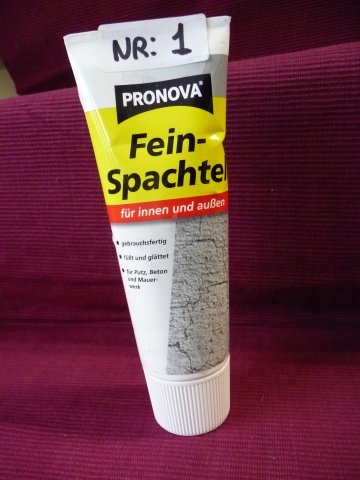 NR: 1
PRONOVA®
Fein-
Spachtel
für innen und außen
• gebrauchsfertig
• füllt und glättet
• für Putz, Beton
und Mauer-
werk